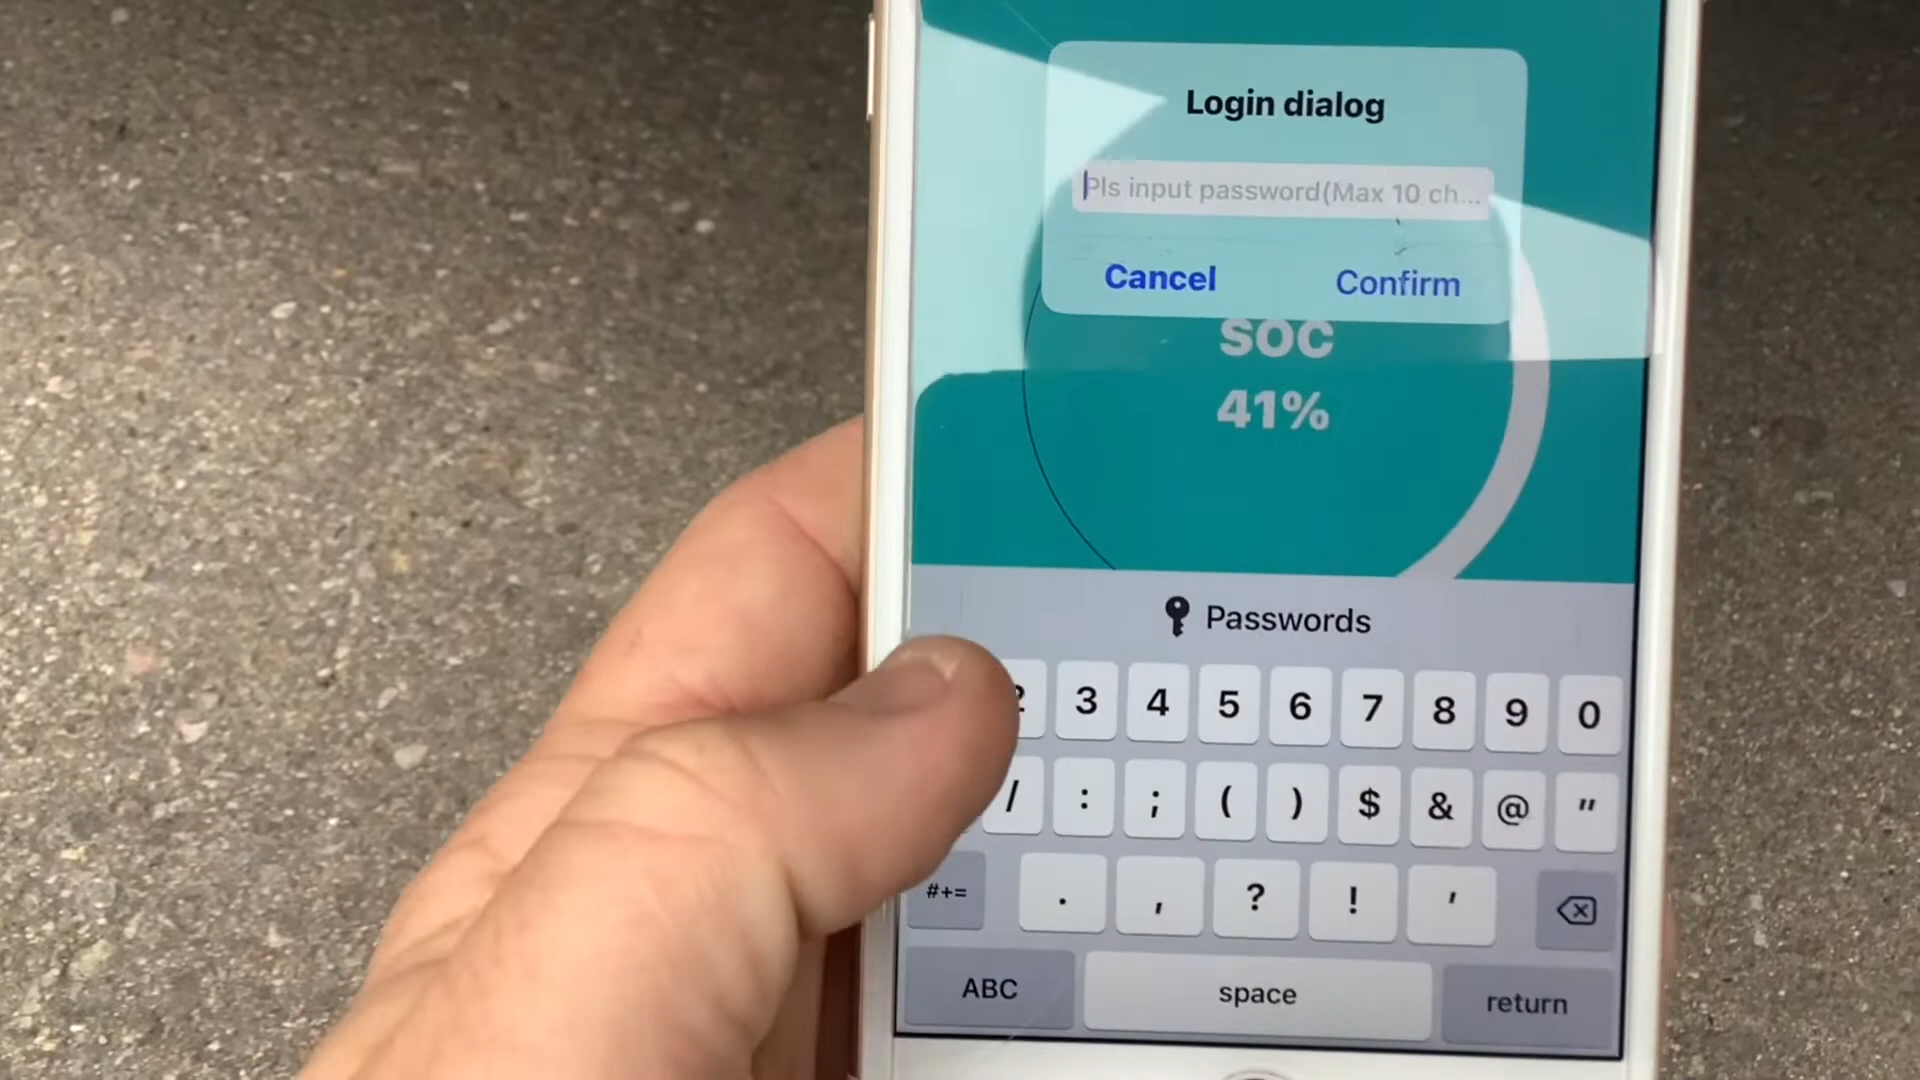 Login dialog
Pls input password(Max 10 ch...
Cancel Confirm
SOC
41%
Passwords
2 3 4 5 6 7 8 9 0
/ : ; ( ) $ & @ "
#+= . , ? ! '
ABC space return